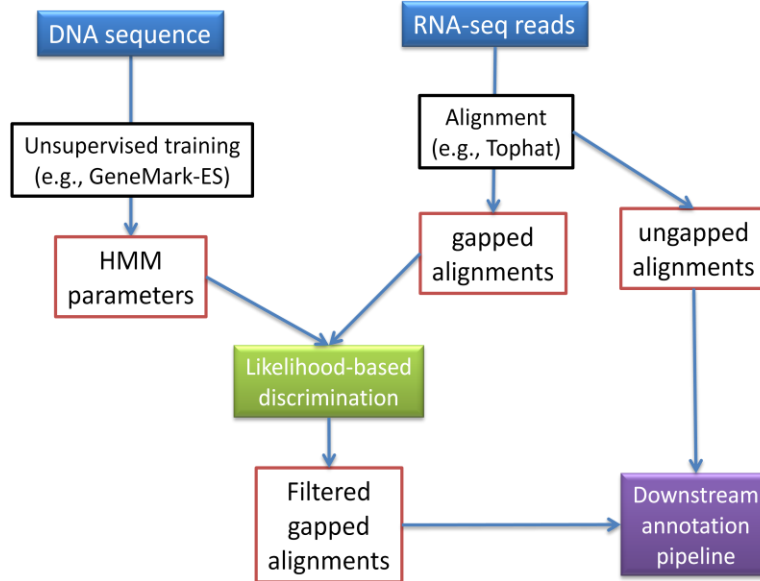 DNA sequence
RNA-seq reads
Unsupervised training
(e.g., GeneMark-ES)
Alignment
(e.g., Tophat)
HMM
parameters
gapped
alignments
ungapped
alignments
Likelihood-based
discrimination
Filtered
gapped
alignments
Downstream
annotation
pipeline